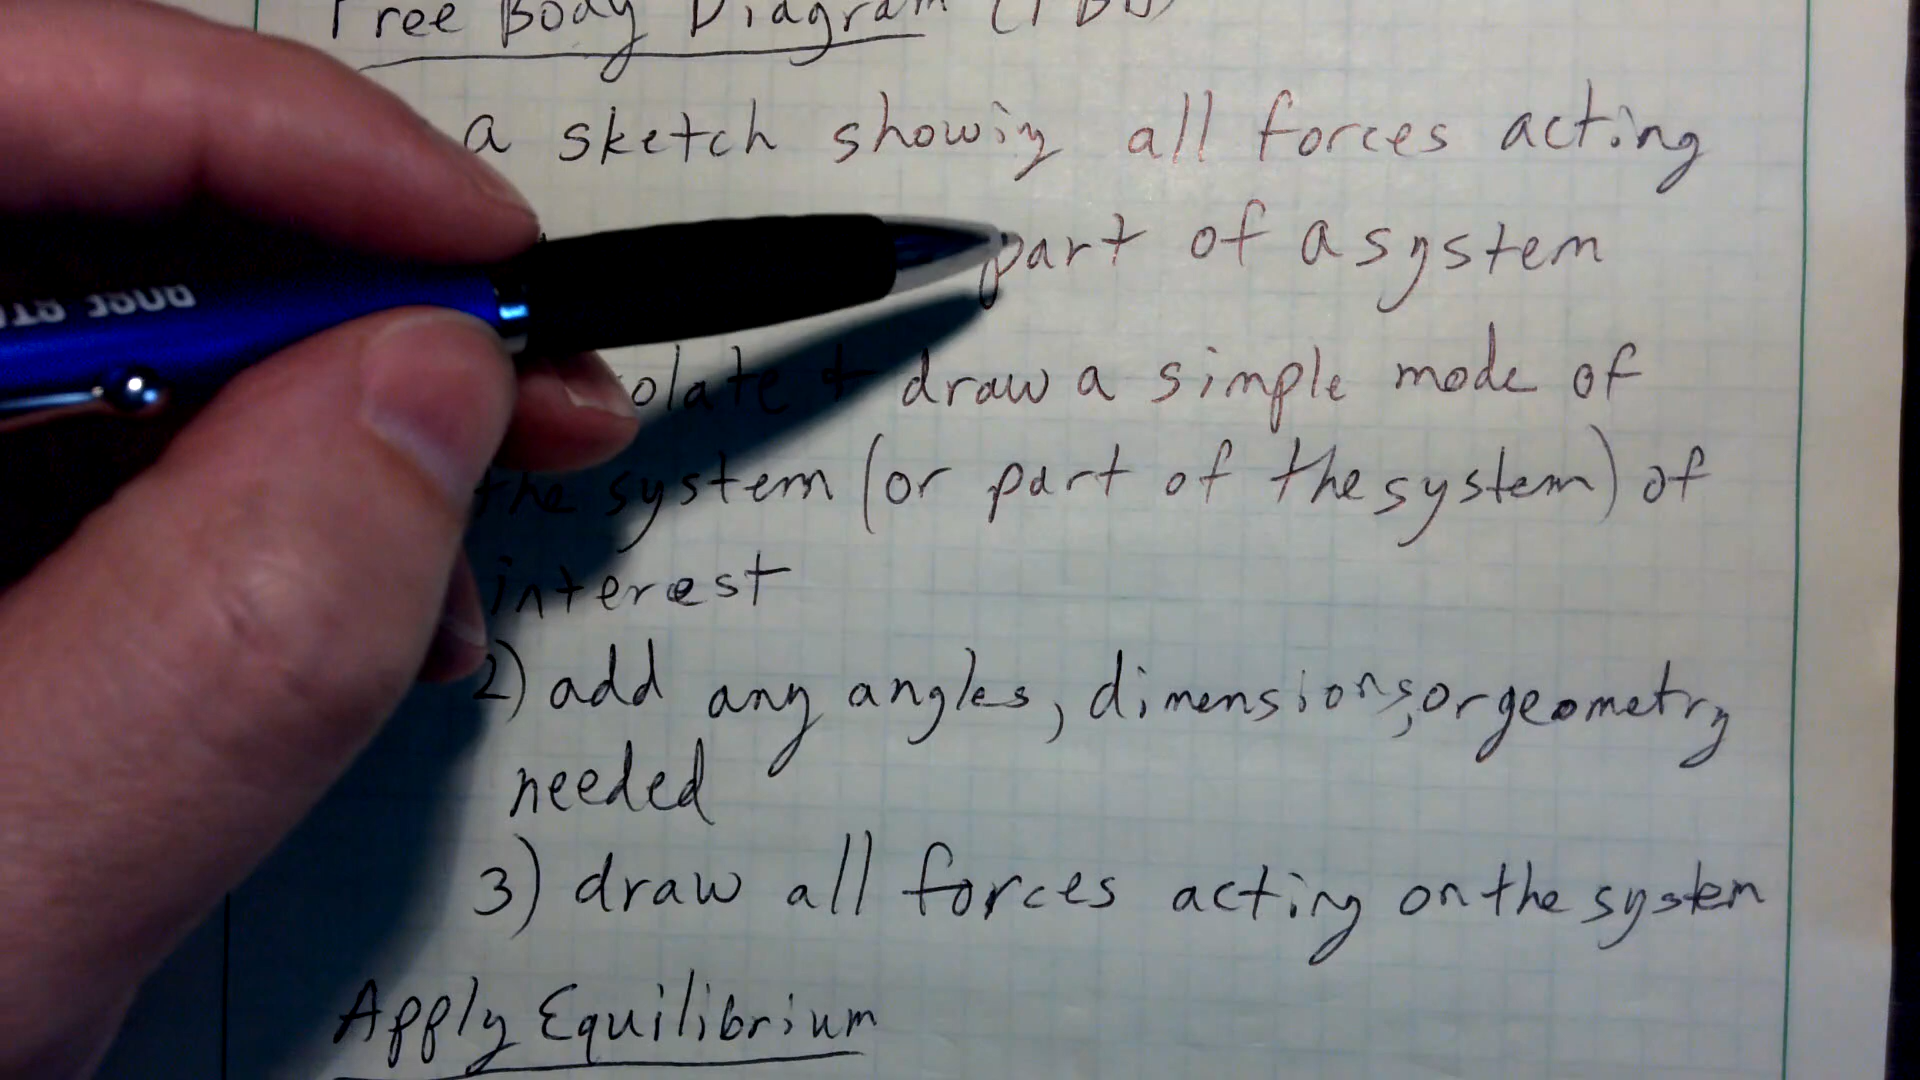 Free Body Diagram (FBD)
a sketch showing all forces acting
part of a system
olate + draw a simple mode of
the system (or part of the system) of
interest
2) add any angles, dimensions, or geometry
needed
3) draw all forces acting on the system
Apply Equilibrium